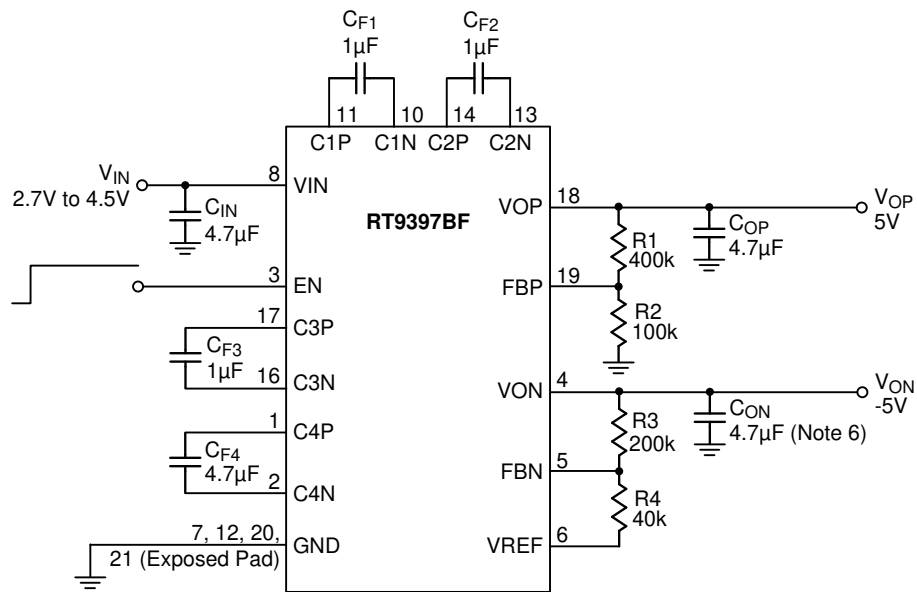 CF1
1µF
CF2
1µF
11
10
14
13
C1P
C1N
C2P
C2N
VIN
2.7V to 4.5V
8
VIN
CIN
4.7µF
RT9397BF
VOP
18
VOP
5V
R1
400k
COP
4.7µF
3
EN
FBP
19
R2
100k
17
C3P
CF3
1µF
16
C3N
VON
4
VON
-5V
R3
200k
CON
4.7µF (Note 6)
1
C4P
CF4
4.7µF
2
C4N
FBN
5
R4
40k
VREF
6
7, 12, 20,
21 (Exposed Pad)
GND